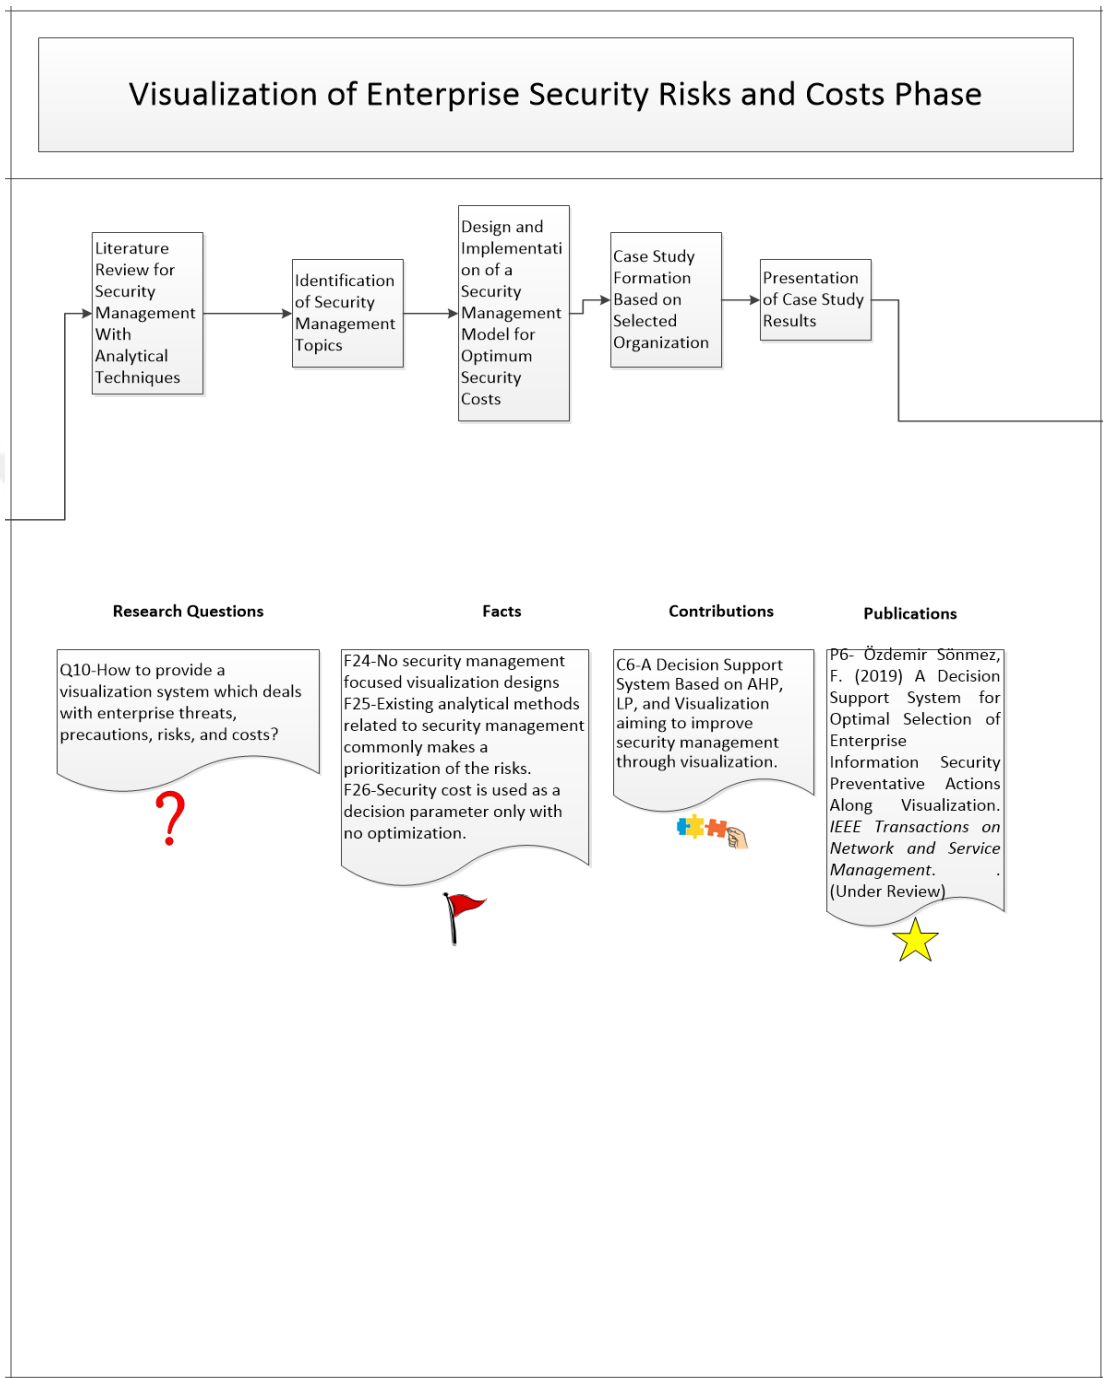 Visualization of Enterprise Security Risks and Costs Phase
Literature
Review for
Security
Management
With
Analytical
Techniques
Identification
of Security
Management
Topics
Design and
Implementati
on of a
Security
Management
Model for
Optimum
Security
Costs
Case Study
Formation
Based on
Selected
Organization
Presentation
of Case Study
Results
Research Questions
Q10-How to provide a
visualization system which deals
with enterprise threats,
precautions, risks, and costs?
Facts
F24-No security management
focused visualization designs
F25-Existing analytical methods
related to security management
commonly makes a
prioritization of the risks.
F26-Security cost is used as a
decision parameter only with
no optimization.
Contributions
C6-A Decision Support
System Based on AHP,
LP, and Visualization
aiming to improve
security management
through visualization.
Publications
P6- Özdemir Sönmez,
F. (2019) A Decision
Support System for
Optimal Selection of
Enterprise
Information Security
Preventative Actions
Along Visualization.
IEEE Transactions on
Network and Service
Management. .
(Under Review)